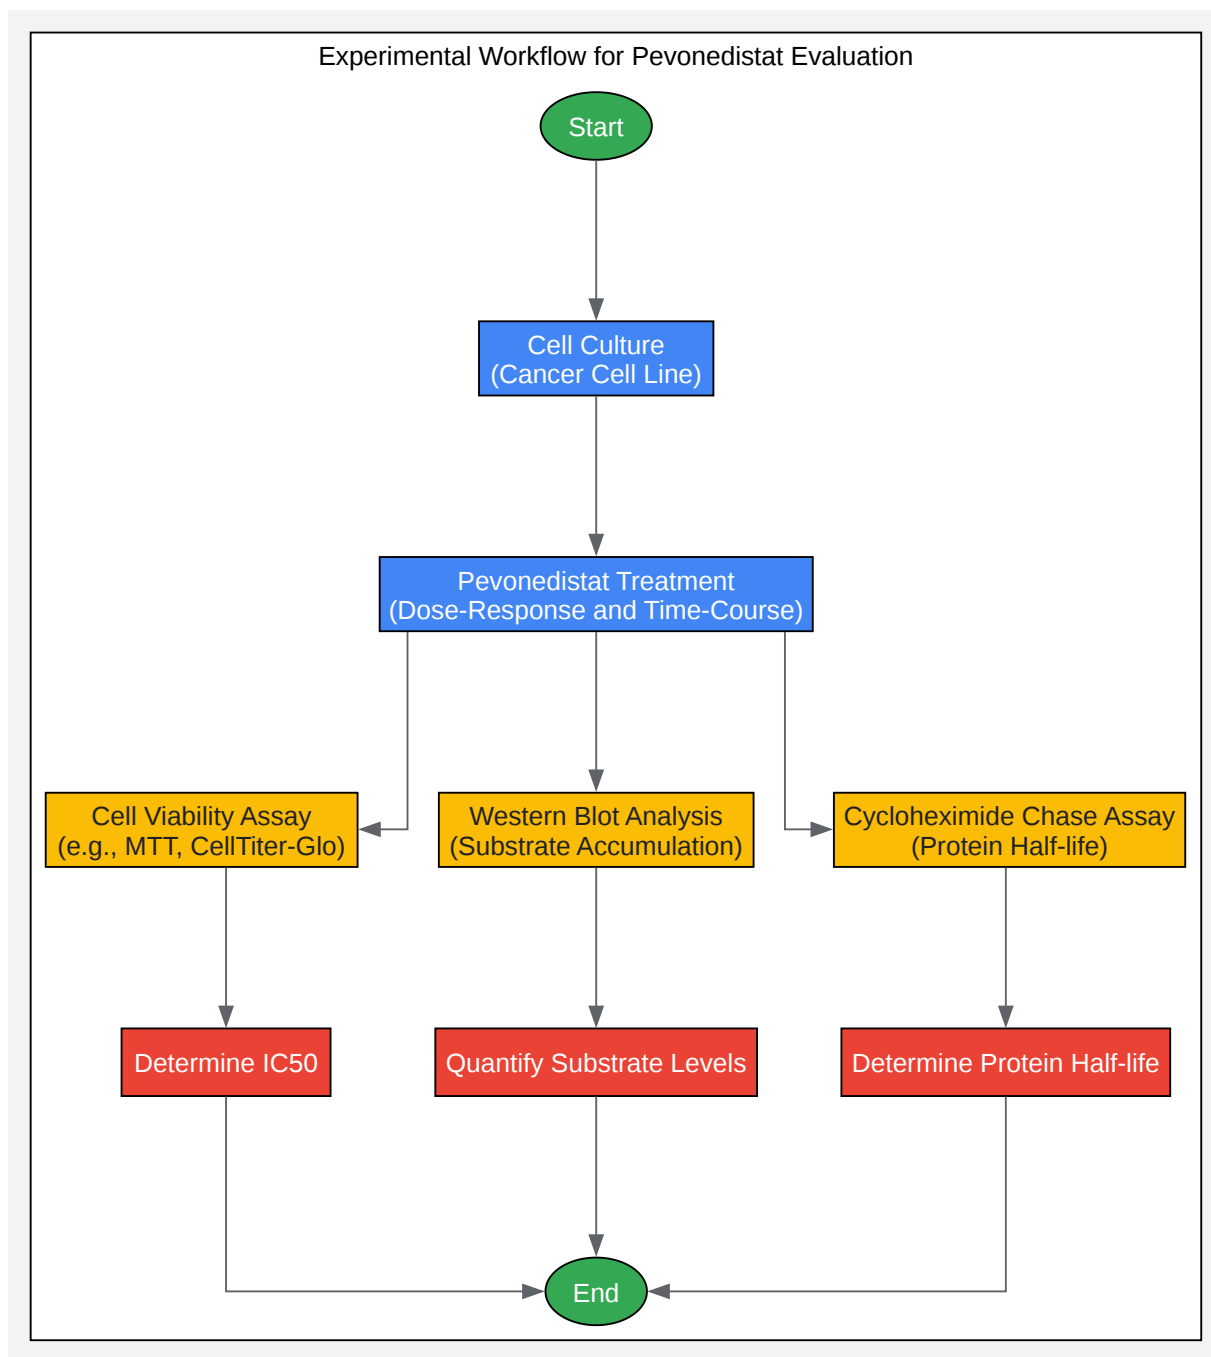 Experimental Workflow for Pevonedistat Evaluation
Start
Cell Culture
(Cancer Cell Line)
Pevonedistat Treatment
(Dose-Response and Time-Course)
Cell Viability Assay
(e.g., MTT, CellTiter-Glo)
Western Blot Analysis
(Substrate Accumulation)
Cycloheximide Chase Assay
(Protein Half-life)
Determine IC50
Quantify Substrate Levels
Determine Protein Half-life
End